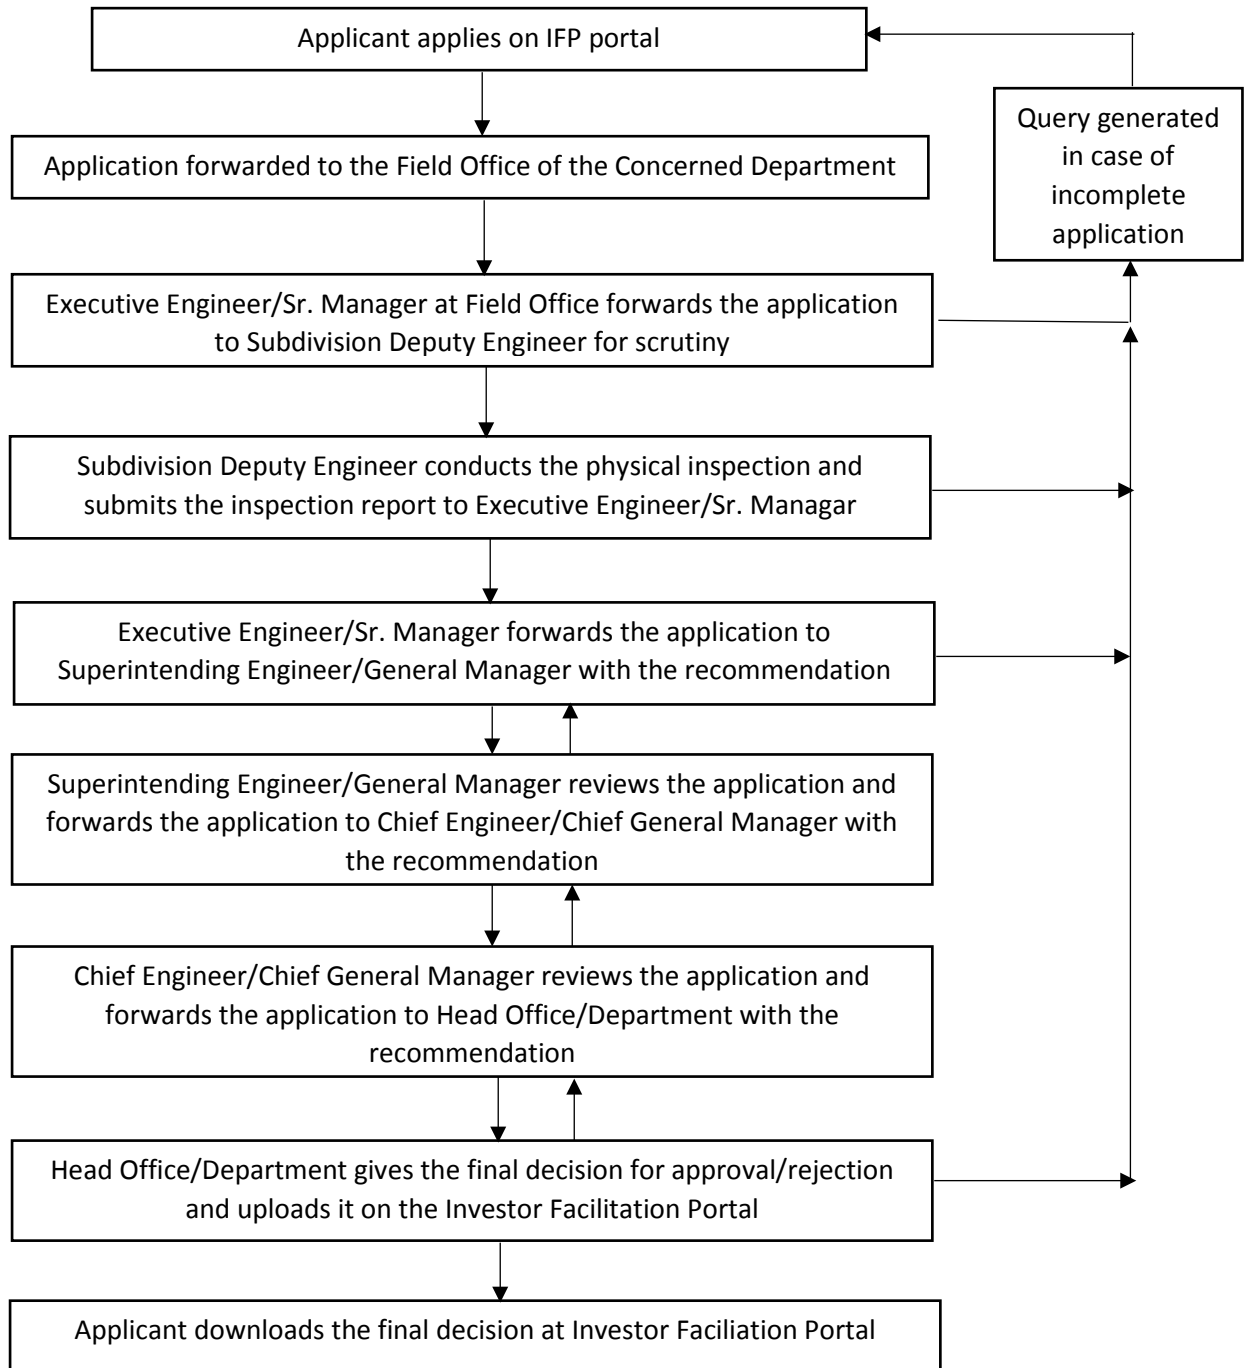 Applicant applies on IFP portal
Query generated
in case of
incomplete
application
Application forwarded to the Field Office of the Concerned Department
Executive Engineer/Sr. Manager at Field Office forwards the application
to Subdivision Deputy Engineer for scrutiny
Subdivision Deputy Engineer conducts the physical inspection and
submits the inspection report to Executive Engineer/Sr. Managar
Executive Engineer/Sr. Manager forwards the application to
Superintending Engineer/General Manager with the recommendation
Superintending Engineer/General Manager reviews the application and
forwards the application to Chief Engineer/Chief General Manager with
the recommendation
Chief Engineer/Chief General Manager reviews the application and
forwards the application to Head Office/Department with the
recommendation
Head Office/Department gives the final decision for approval/rejection
and uploads it on the Investor Facilitation Portal
Applicant downloads the final decision at Investor Faciliation Portal